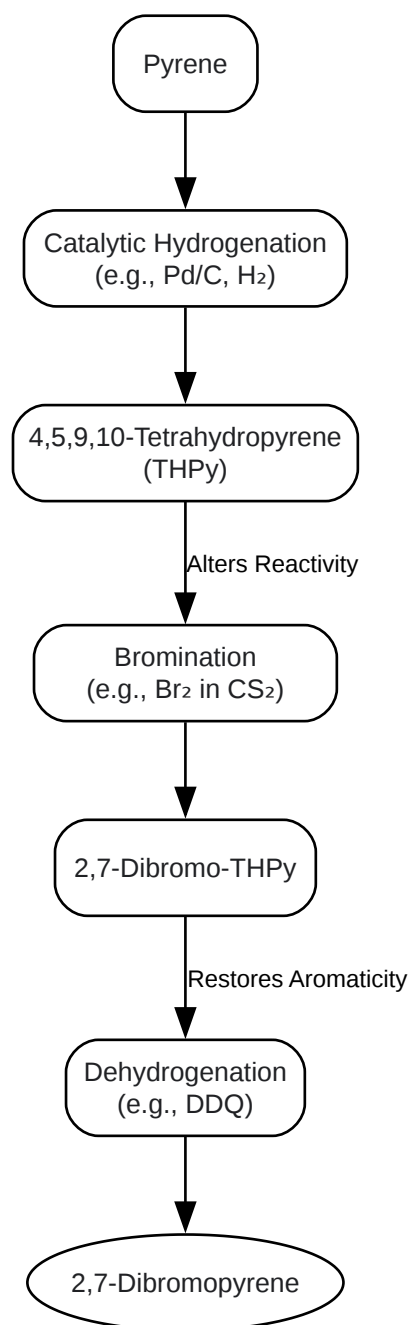 Pyrene
Catalytic Hydrogenation
(e.g., Pd/C, H₂)
4,5,9,10-Tetrahydropyrene
(THPy)
Alters Reactivity
Bromination
(e.g., Br₂ in CS₂)
2,7-Dibromo-THPy
Restores Aromaticity
Dehydrogenation
(e.g., DDQ)
2,7-Dibromopyrene